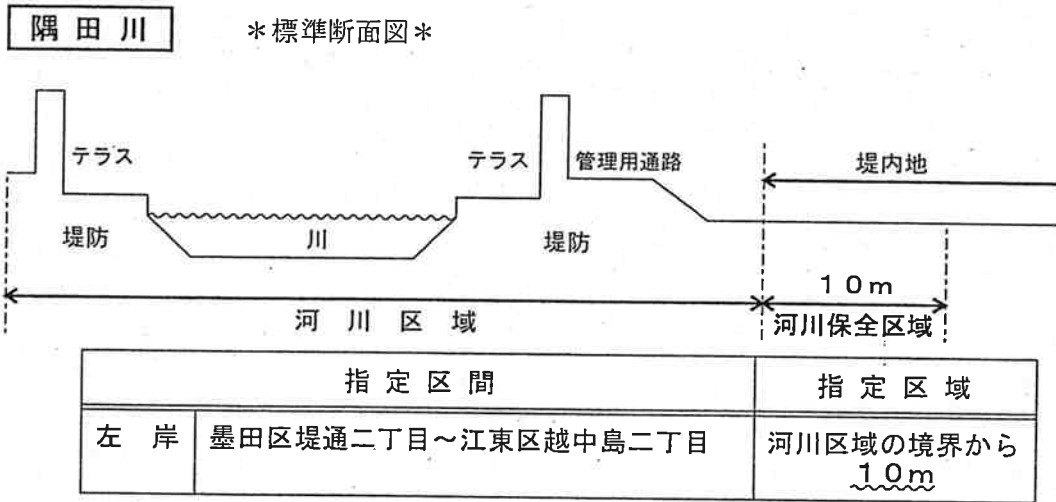 隅田川 ＊標準断面図＊
テラス テラス 管理用通路 堤内地
堤防 川 堤防
10m
河川区域 河川保全区域
指定区間 指定区域
左岸 墨田区堤通二丁目～江東区越中島二丁目 河川区域の境界から
10m